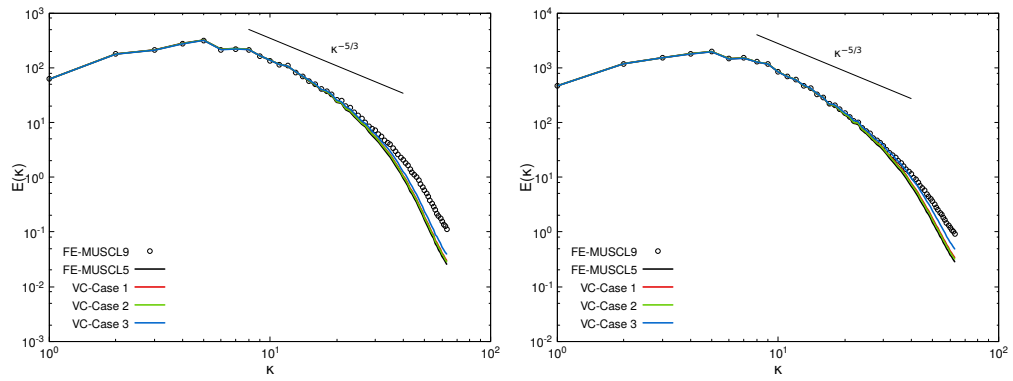 10³
10²
10¹
10⁰
10⁻¹
10⁻²
10⁻³
E(κ)
κ⁻⁵/³
FE-MUSCL9
FE-MUSCL5
VC-Case 1
VC-Case 2
VC-Case 3
10⁰ 10¹ 10²
κ
10⁴
10³
10²
10¹
10⁰
10⁻¹
10⁻²
E(κ)
κ⁻⁵/³
FE-MUSCL9
FE-MUSCL5
VC-Case 1
VC-Case 2
VC-Case 3
10⁰ 10¹ 10²
κ